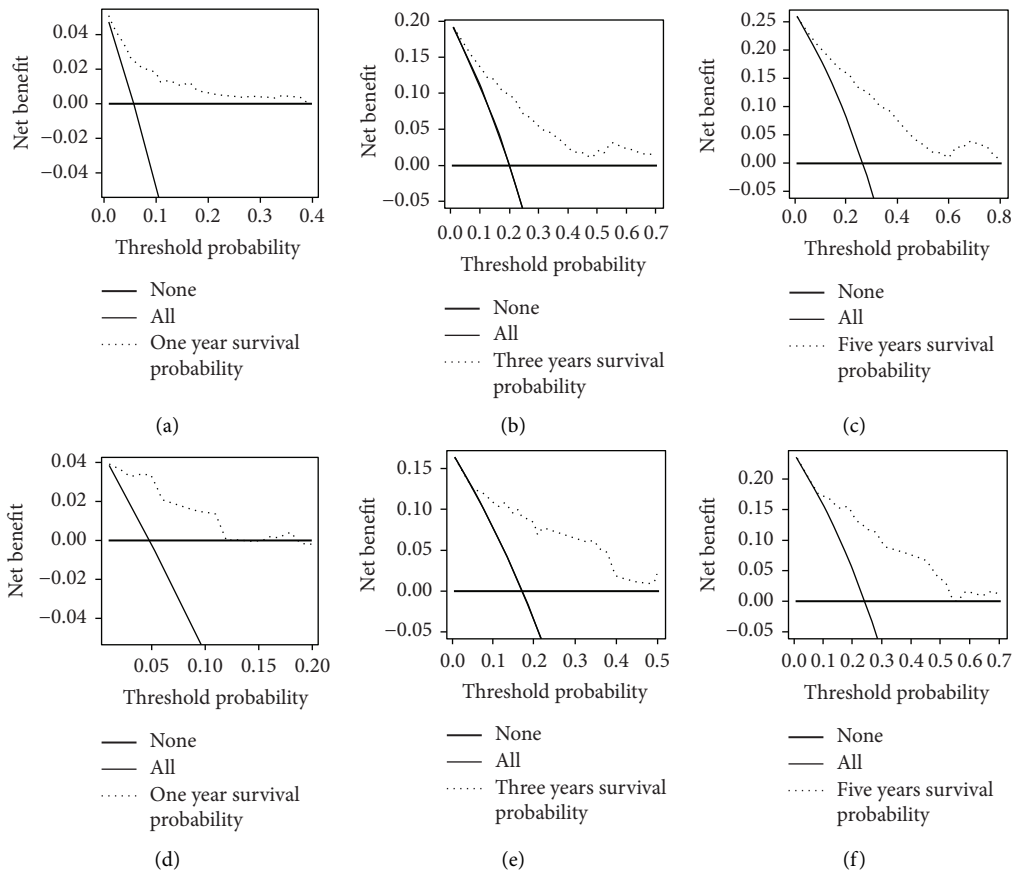 Net benefit
0.04
0.02
0.00
−0.02
−0.04
0.0 0.1 0.2 0.3 0.4
Threshold probability
None
All
One year survival
probability
(a)
Net benefit
0.20
0.15
0.10
0.05
0.00
−0.05
0.0 0.1 0.2 0.3 0.4 0.5 0.6 0.7
Threshold probability
None
All
Three years survival
probability
(b)
Net benefit
0.25
0.20
0.15
0.10
0.05
0.00
−0.05
0.0 0.2 0.4 0.6 0.8
Threshold probability
None
All
Five years survival
probability
(c)
Net benefit
0.04
0.02
0.00
−0.02
−0.04
0.05 0.10 0.15 0.20
Threshold probability
None
All
One year survival
probability
(d)
Net benefit
0.15
0.10
0.05
0.00
−0.05
0.0 0.1 0.2 0.3 0.4 0.5
Threshold probability
None
All
Three years survival
probability
(e)
Net benefit
0.20
0.15
0.10
0.05
0.00
−0.05
0.0 0.1 0.2 0.3 0.4 0.5 0.6 0.7
Threshold probability
None
All
Five years survival
probability
(f)